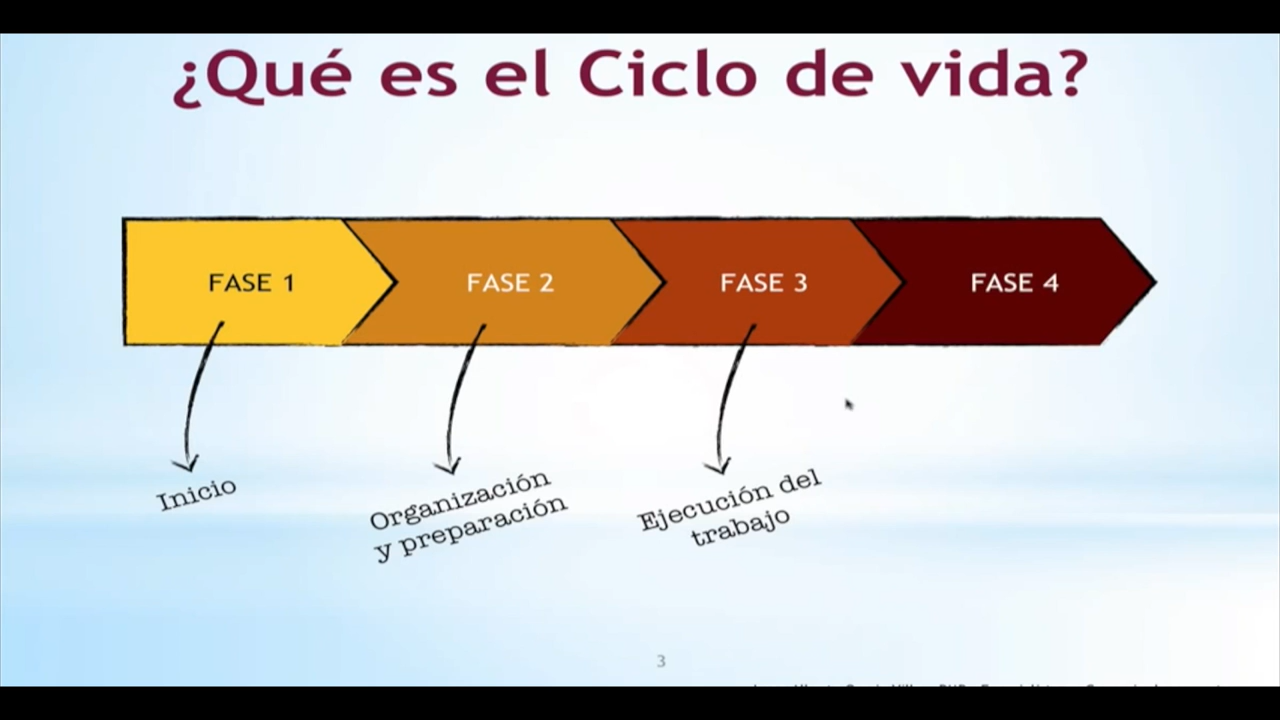 ¿Qué es el Ciclo de vida?
FASE 1
FASE 2
FASE 3
FASE 4
Inicio
Organización
y preparación
Ejecución del
trabajo
3